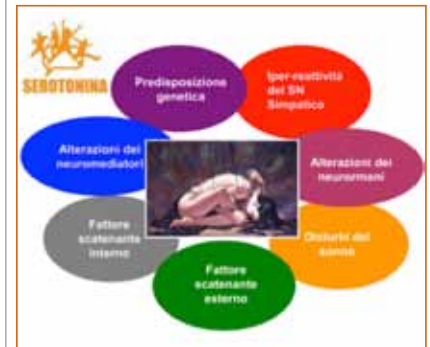 SEROTONINA
Predisposizione
genetica
Iper-reattività
del SN
Simpatico
Alterazioni dei
neuromediatori
Alterazioni dei
neurormoni
Fattore
scatenante
interno
Disturbi del
sonno
Fattore
scatenante
esterno